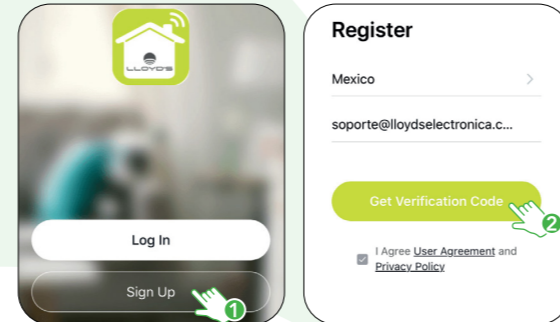 LLOYD'S
Log In
Sign Up
1
Register
Mexico
soporte@lloydselectronica.c...
Get Verification Code
2
I Agree User Agreement and
Privacy Policy